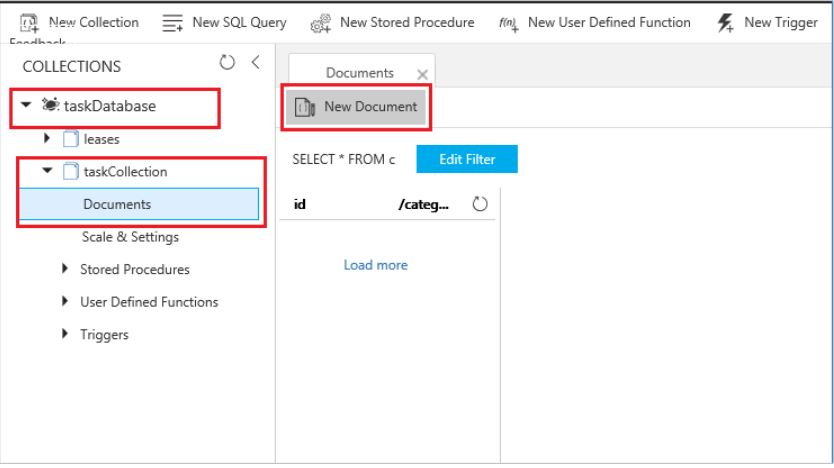 New Collection New SQL Query New Stored Procedure f(n) New User Defined Function New Trigger
Feedback
COLLECTIONS
Documents
taskDatabase
New Document
leases
SELECT * FROM c Edit Filter
taskCollection
Documents
id /categ...
Scale & Settings
Load more
Stored Procedures
User Defined Functions
Triggers